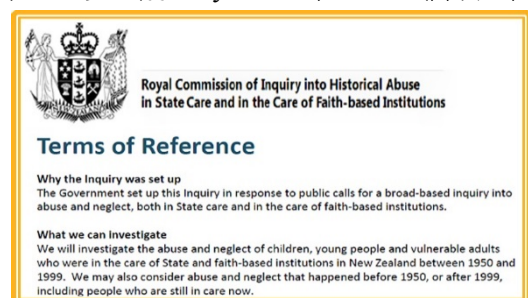 Royal Commission of Inquiry into Historical Abuse
in State Care and in the Care of Faith-based Institutions
Terms of Reference
Why the Inquiry was set up
The Government set up this Inquiry in response to public calls for a broad-based inquiry into
abuse and neglect, both in State care and in the care of faith-based institutions.
What we can investigate
We will investigate the abuse and neglect of children, young people and vulnerable adults
who were in the care of State and faith-based institutions in New Zealand between 1950 and
1999. We may also consider abuse and neglect that happened before 1950, or after 1999,
including people who are still in care now.